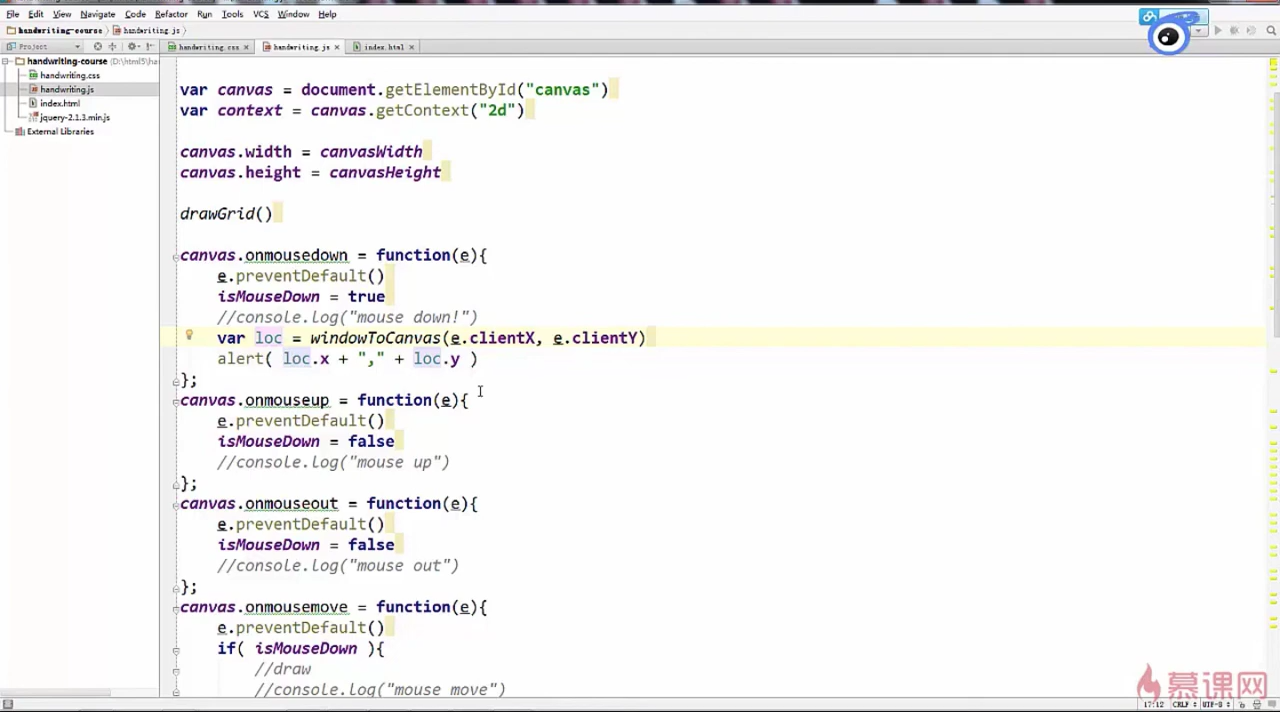 File Edit View Navigate Code Refactor Run Tools VCS Window Help
handwriting-course handwriting.js
Project handwriting.css handwriting.js index.html
handwriting-course
handwriting.css
handwriting.js
index.html
jquery-2.1.3.min.js
External Libraries
var canvas = document.getElementById("canvas")
var context = canvas.getContext("2d")
canvas.width = canvasWidth
canvas.height = canvasHeight
drawGrid()
canvas.onmousedown = function(e){
e.preventDefault()
isMouseDown = true
//console.log("mouse down!")
var loc = windowToCanvas(e.clientX, e.clientY)
alert( loc.x + "," + loc.y )
};
canvas.onmouseup = function(e){
e.preventDefault()
isMouseDown = false
//console.log("mouse up")
};
canvas.onmouseout = function(e){
e.preventDefault()
isMouseDown = false
//console.log("mouse out")
};
canvas.onmousemove = function(e){
e.preventDefault()
if( isMouseDown ){
//draw
//console.log("mouse move")
慕课网
17:12 CRLF UTF-8